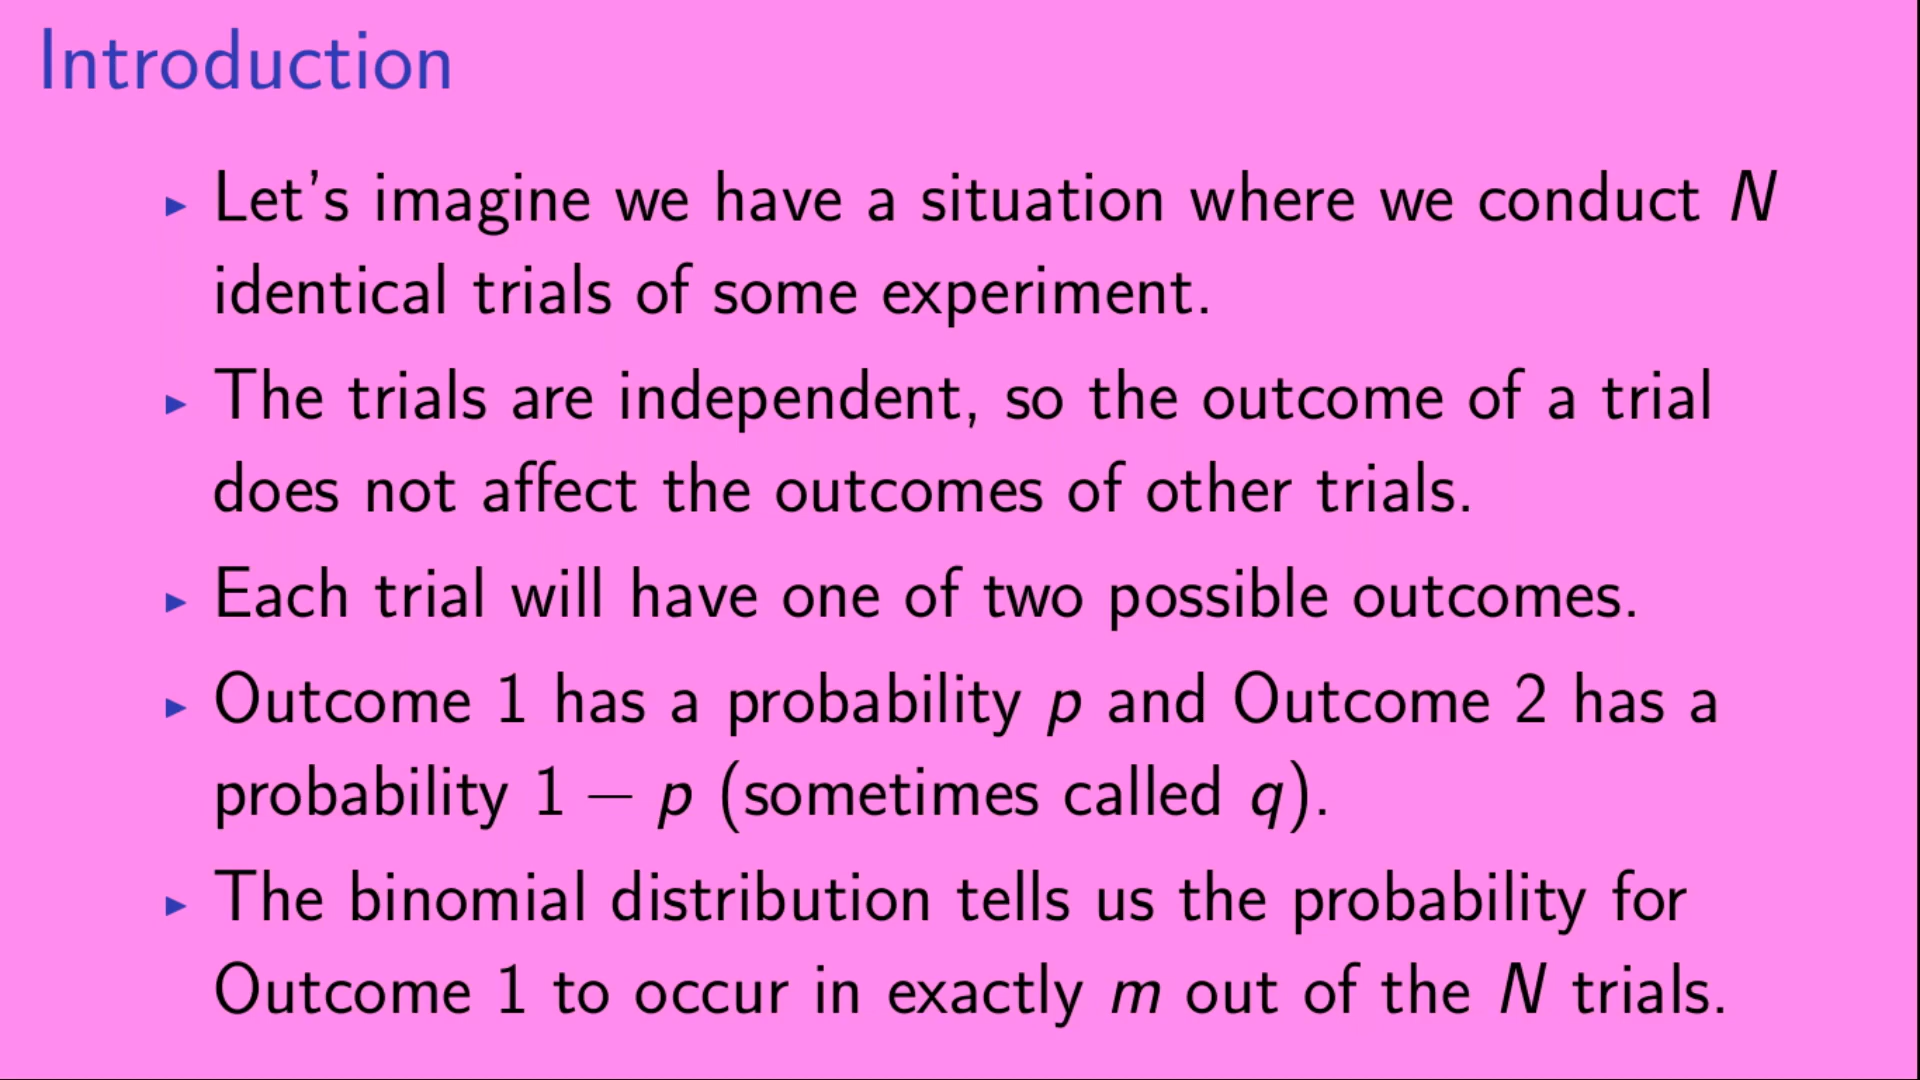 Introduction
▸ Let's imagine we have a situation where we conduct N
identical trials of some experiment.
▸ The trials are independent, so the outcome of a trial
does not affect the outcomes of other trials.
▸ Each trial will have one of two possible outcomes.
▸ Outcome 1 has a probability p and Outcome 2 has a
probability 1 − p (sometimes called q).
▸ The binomial distribution tells us the probability for
Outcome 1 to occur in exactly m out of the N trials.